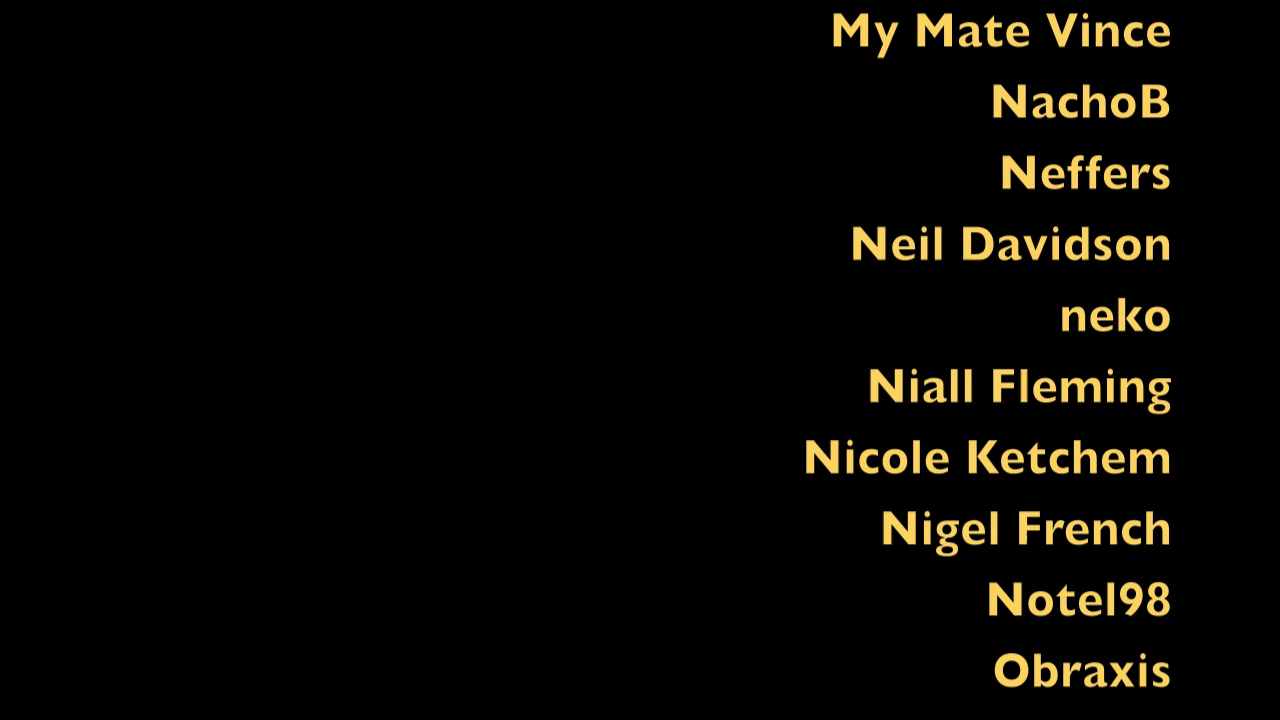 My Mate Vince
NachoB
Neffers
Neil Davidson
neko
Niall Fleming
Nicole Ketchem
Nigel French
Notel98
Obraxis